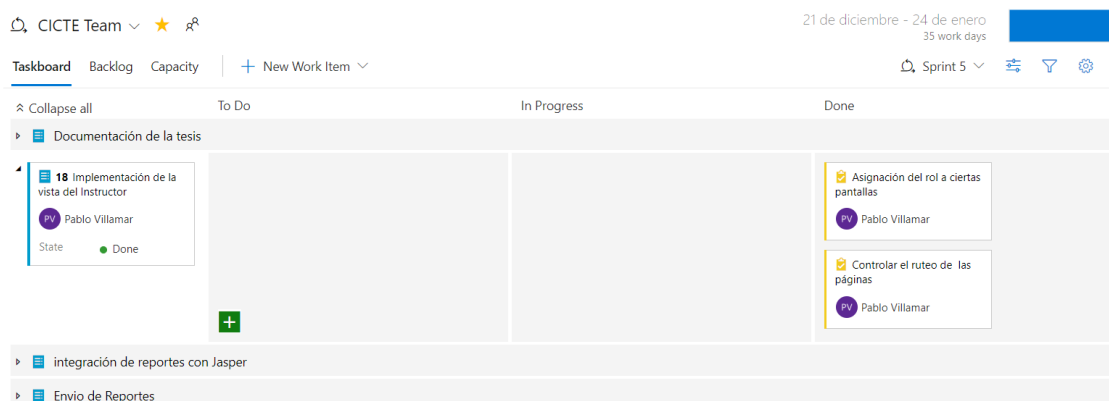 CICTE Team
21 de diciembre - 24 de enero
35 work days
Taskboard Backlog Capacity New Work Item Sprint 5
Collapse all To Do In Progress Done
Documentación de la tesis
18 Implementación de la
vista del Instructor
PV Pablo Villamar
State Done
Asignación del rol a ciertas
pantallas
PV Pablo Villamar
Controlar el ruteo de las
páginas
PV Pablo Villamar
integración de reportes con Jasper
Envio de Reportes